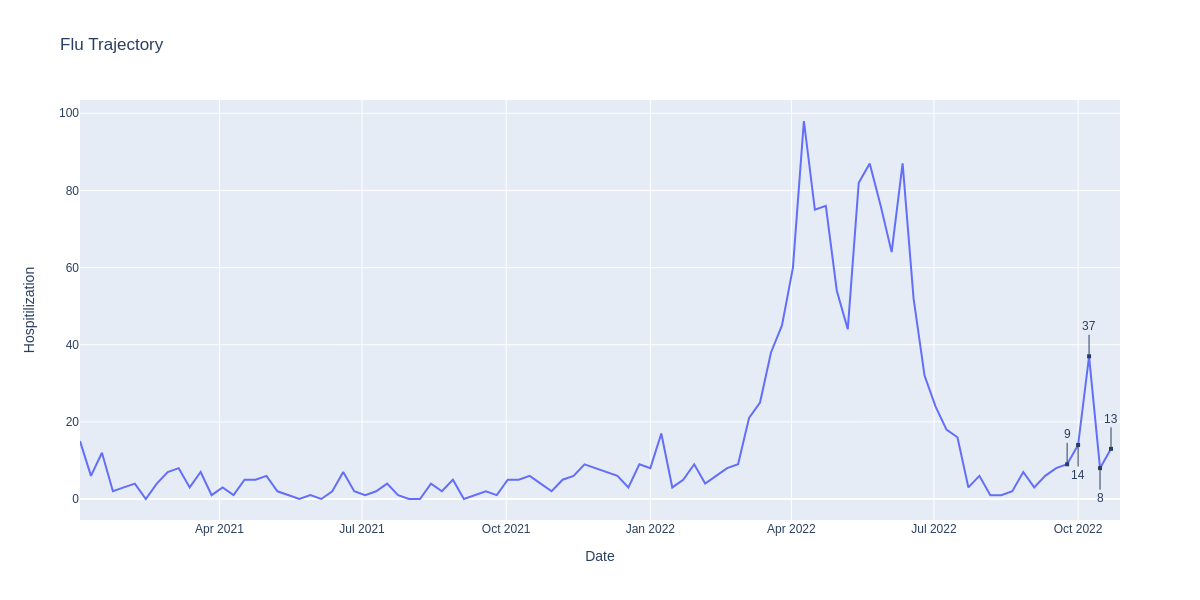 Flu Trajectory
100
80
60
40
20
0
Hospitilization
37
13
9
14
8
Apr 2021
Jul 2021
Oct 2021
Jan 2022
Apr 2022
Jul 2022
Oct 2022
Date